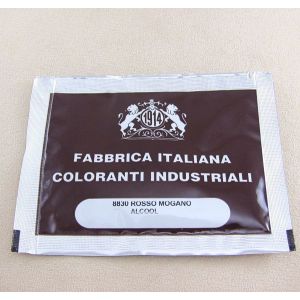 1914
FABBRICA ITALIANA
COLORANTI INDUSTRIALI
8830 ROSSO MOGANO
ALCOOL